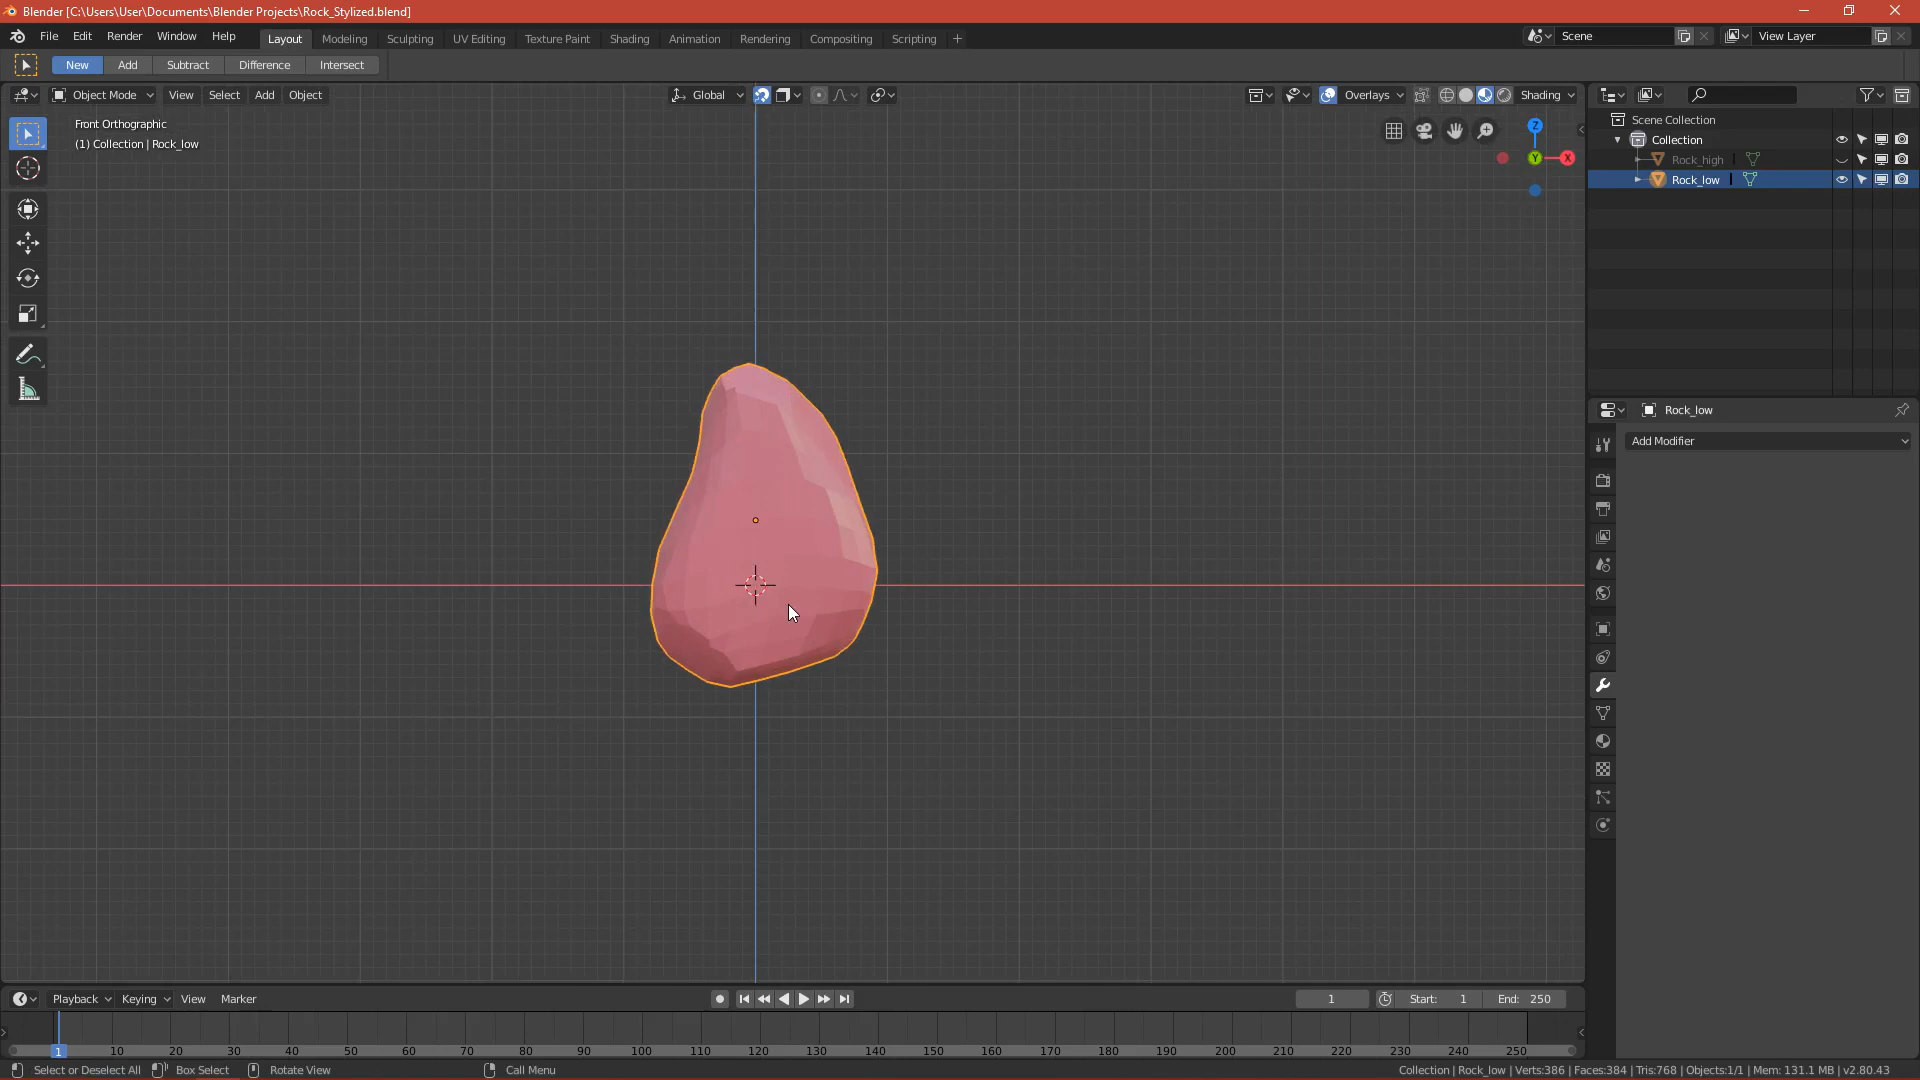 Blender [C:\Users\User\Documents\Blender Projects\Rock_Stylized.blend]
File Edit Render Window Help Layout Modeling Sculpting UV Editing Texture Paint Shading Animation Rendering Compositing Scripting + Scene View Layer
New Add Subtract Difference Intersect
Object Mode View Select Add Object Global Overlays Shading
Front Orthographic
(1) Collection | Rock_low
Z
Y
X
Scene Collection
Collection
Rock_high
Rock_low
Rock_low
Add Modifier
Playback Keying View Marker 1 Start: 1 End: 250
1 10 20 30 40 50 60 70 80 90 100 110 120 130 140 150 160 170 180 190 200 210 220 230 240 250
Select or Deselect All Box Select Rotate View Call Menu Collection | Rock_low | Verts:386 | Faces:384 | Tris:768 | Objects:1/1 | Mem: 131.1 MB | v2.80.43